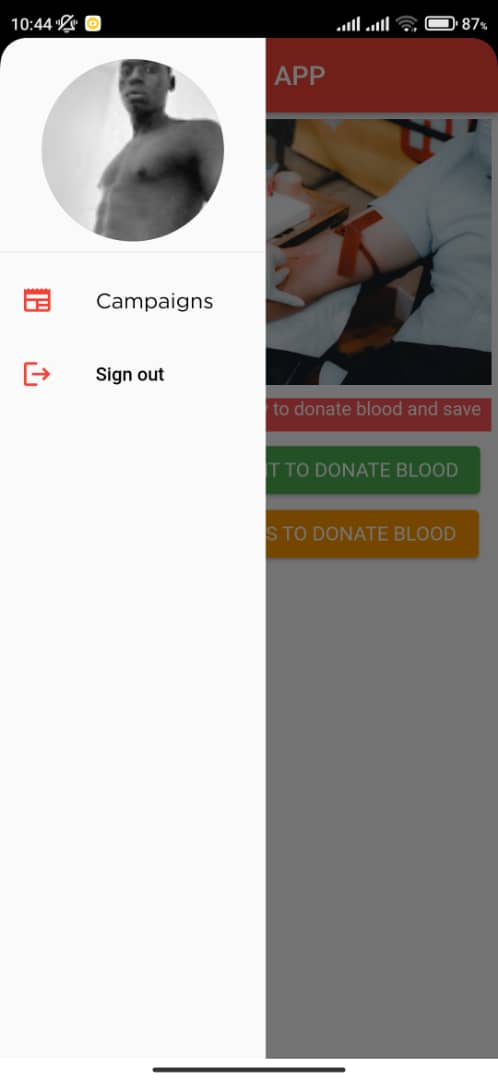 10:44 87%
APP
Campaigns
Sign out
to donate blood and save
T TO DONATE BLOOD
S TO DONATE BLOOD